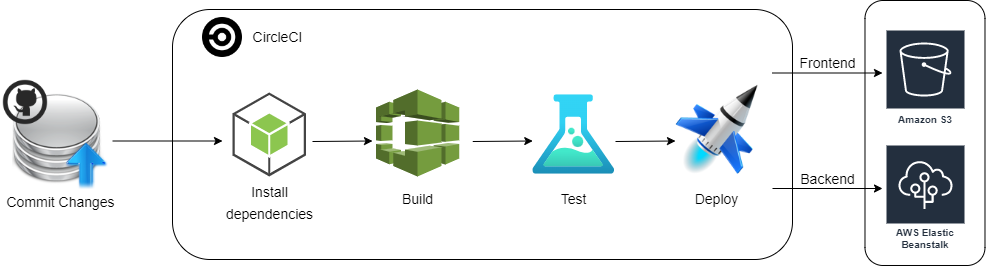 CircleCI
Commit Changes
Install
dependencies
Build
Test
Deploy
Frontend
Backend
Amazon S3
AWS Elastic
Beanstalk